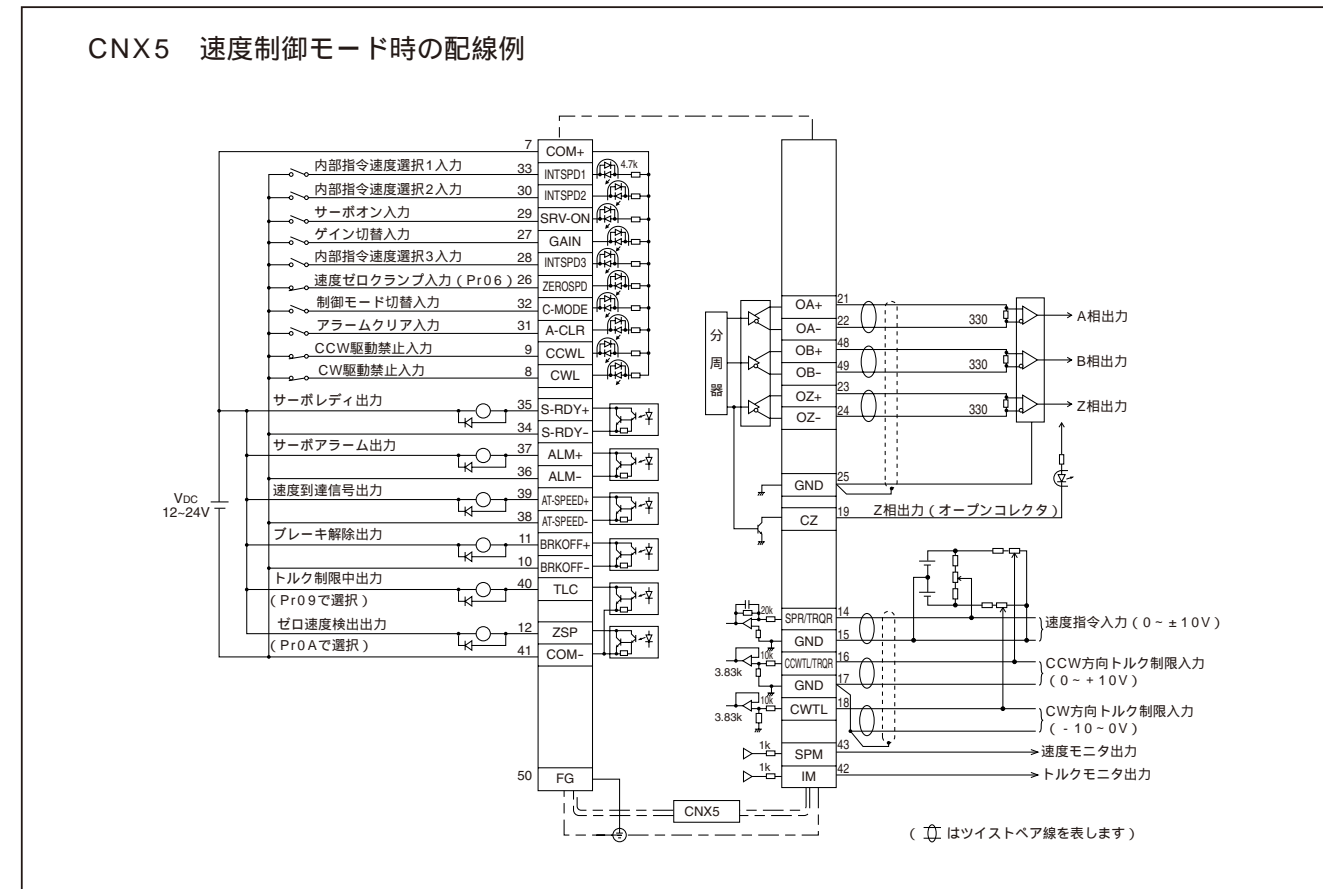 CNX5　速度制御モード時の配線例
7 COM+
内部指令速度選択1入力 33 INTSPD1 4.7k
内部指令速度選択2入力 30 INTSPD2
サーボオン入力 29 SRV-ON
ゲイン切替入力 27 GAIN
内部指令速度選択3入力 28 INTSPD3
速度ゼロクランプ入力（Pr06） 26 ZEROSPD
制御モード切替入力 32 C-MODE
アラームクリア入力 31 A-CLR
CCW駆動禁止入力 9 CCWL
CW駆動禁止入力 8 CWL
サーボレディ出力 35 S-RDY+
34 S-RDY-
サーボアラーム出力 37 ALM+
36 ALM-
速度到達信号出力 39 AT-SPEED+
38 AT-SPEED-
ブレーキ解除出力 11 BRKOFF+
10 BRKOFF-
トルク制限中出力 40 TLC
（Pr09で選択）
ゼロ速度検出出力 12 ZSP
（Pr0Aで選択） 41 COM-
VDC
12~24V
50 FG
CNX5
分周器
OA+ 21
OA- 22 330 A相出力
OB+ 48
OB- 49 330 B相出力
OZ+ 23
OZ- 24 330 Z相出力
GND 25
CZ 19 Z相出力（オープンコレクタ）
20k SPR/TRQR 14 速度指令入力（0~±10V）
GND 15
10k CCWTL/TRQR 16 CCW方向トルク制限入力
3.83k GND 17 （0~+10V）
10k CWTL 18 CW方向トルク制限入力
3.83k （-10~0V）
1k SPM 43 速度モニタ出力
1k IM 42 トルクモニタ出力
（ はツイストペア線を表します）